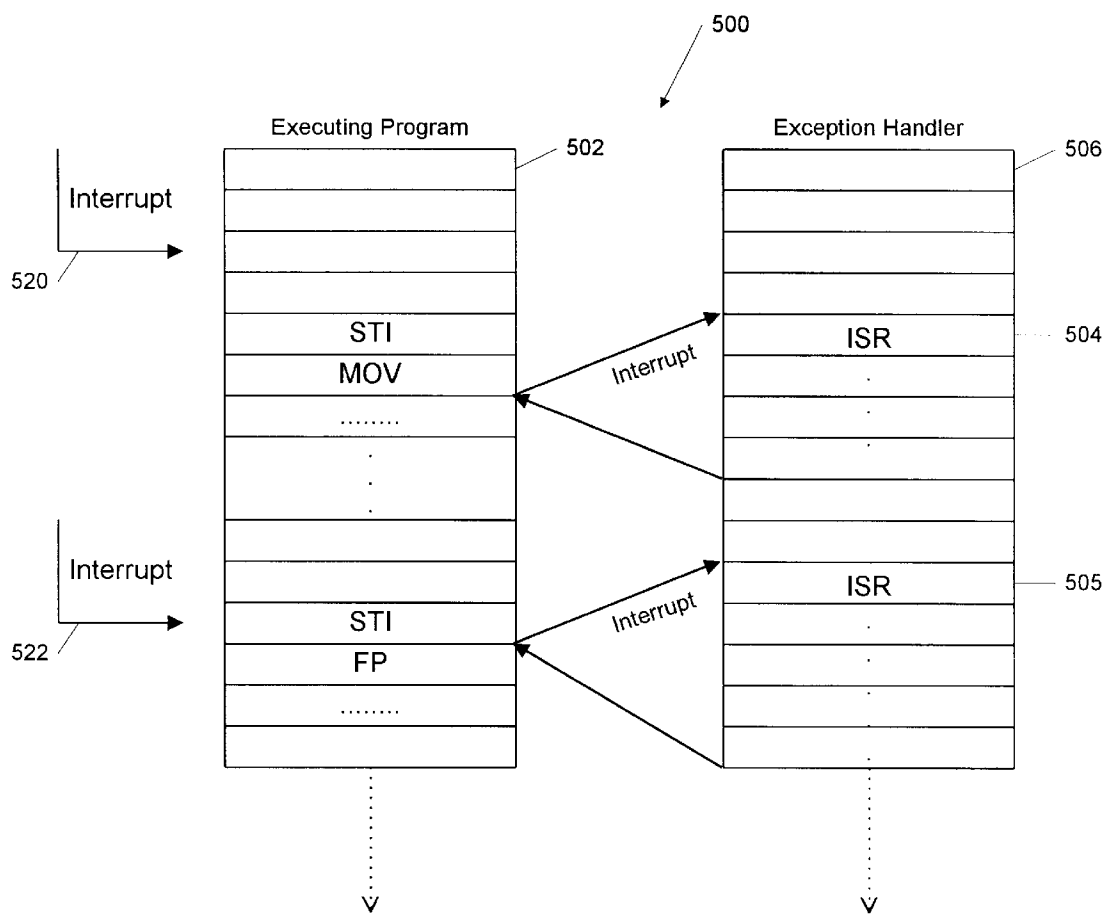 500
Executing Program
Exception Handler
502
506
Interrupt
520
STI
ISR
504
MOV
Interrupt
........
Interrupt
ISR
505
STI
Interrupt
522
FP
........